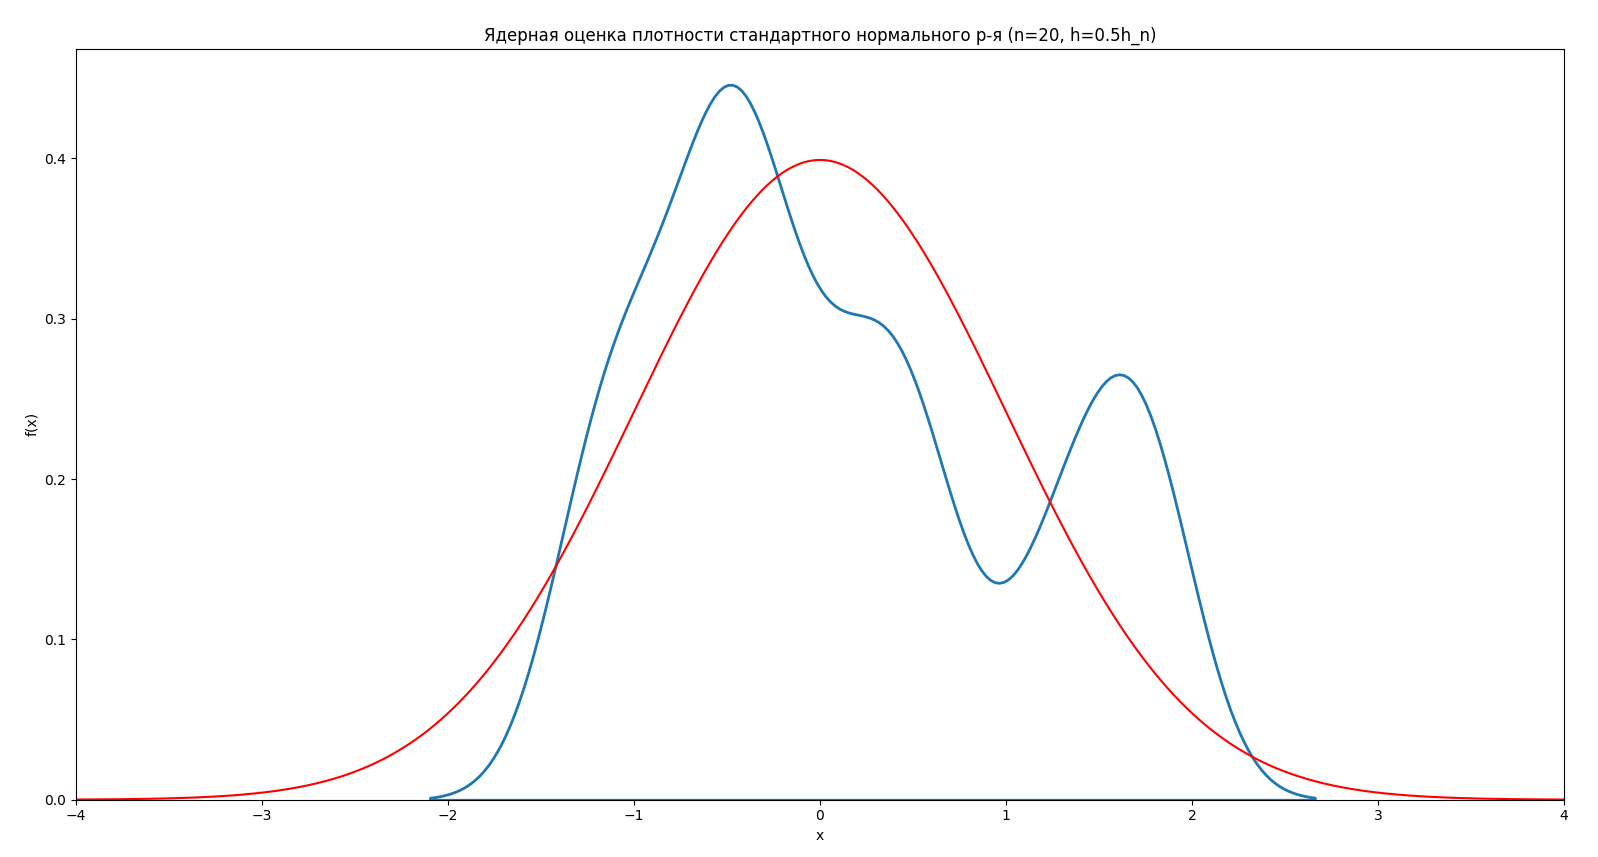 Ядерная оценка плотности стандартного нормального р-я (n=20, h=0.5h_n)
f(x)
0.4
0.3
0.2
0.1
0.0
−4 −3 −2 −1 0 1 2 3 4
x